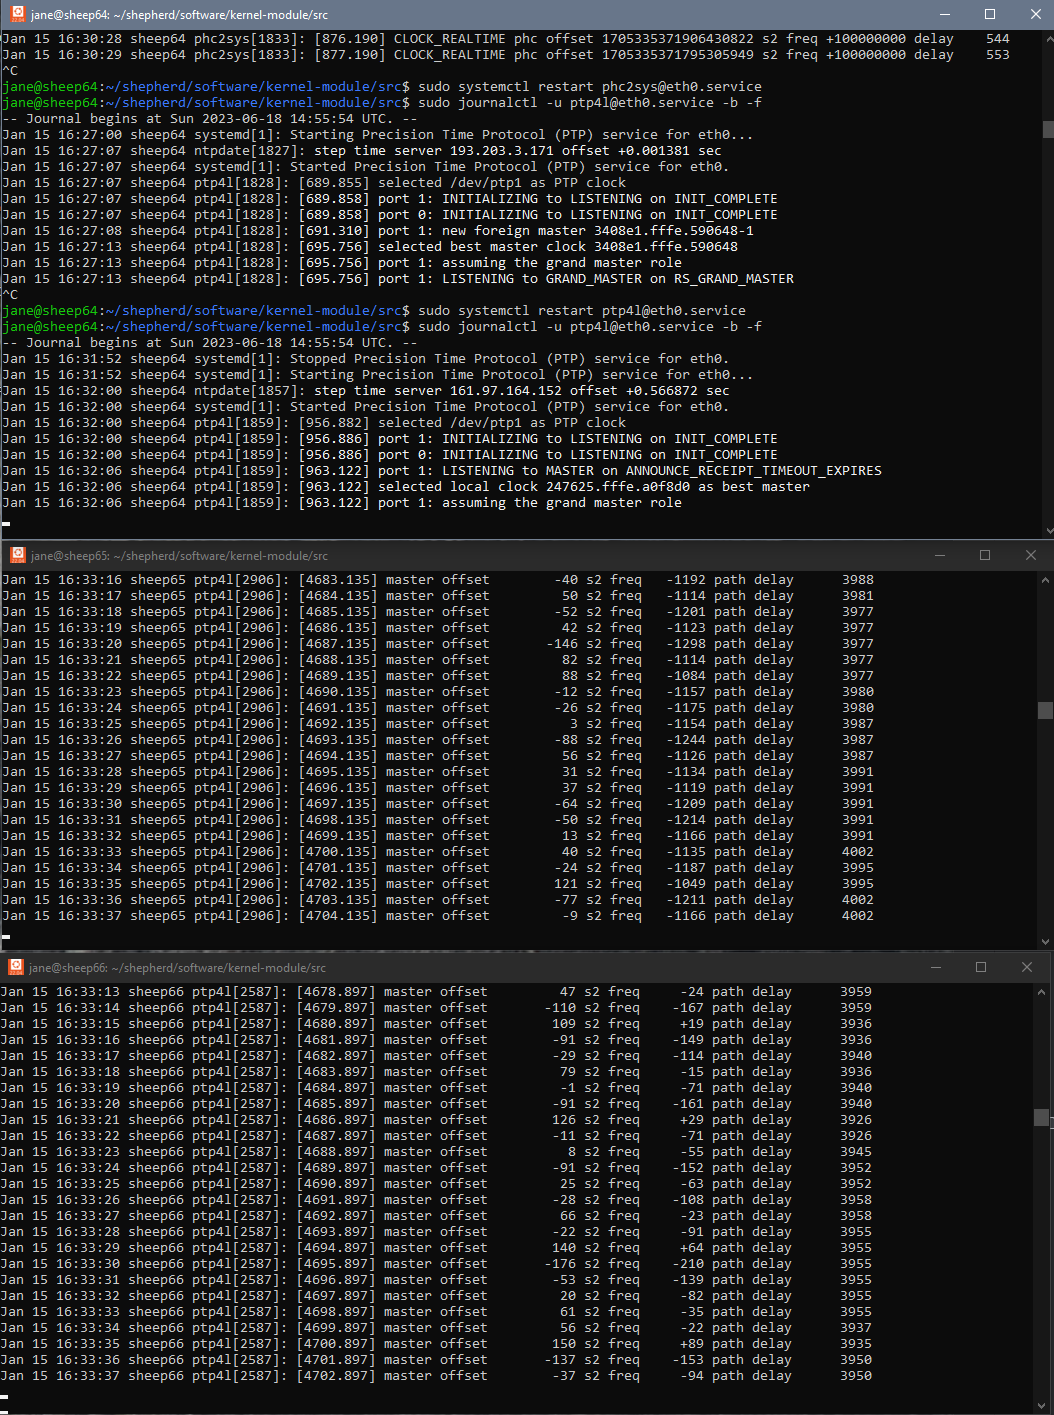 jane@sheep64: ~/shepherd/software/kernel-module/src
Jan 15 16:30:28 sheep64 phc2sys[1833]: [876.190] CLOCK_REALTIME phc offset 1705335371906430822 s2 freq +100000000 delay    544
Jan 15 16:30:29 sheep64 phc2sys[1833]: [877.190] CLOCK_REALTIME phc offset 1705335371795305949 s2 freq +100000000 delay    553
^C
jane@sheep64:~/shepherd/software/kernel-module/src$ sudo systemctl restart phc2sys@eth0.service
jane@sheep64:~/shepherd/software/kernel-module/src$ sudo journalctl -u ptp4l@eth0.service -b -f
-- Journal begins at Sun 2023-06-18 14:55:54 UTC. --
Jan 15 16:27:00 sheep64 systemd[1]: Starting Precision Time Protocol (PTP) service for eth0...
Jan 15 16:27:07 sheep64 ntpdate[1827]: step time server 193.203.3.171 offset +0.001381 sec
Jan 15 16:27:07 sheep64 systemd[1]: Started Precision Time Protocol (PTP) service for eth0.
Jan 15 16:27:07 sheep64 ptp4l[1828]: [689.855] selected /dev/ptp1 as PTP clock
Jan 15 16:27:07 sheep64 ptp4l[1828]: [689.858] port 1: INITIALIZING to LISTENING on INIT_COMPLETE
Jan 15 16:27:07 sheep64 ptp4l[1828]: [689.858] port 0: INITIALIZING to LISTENING on INIT_COMPLETE
Jan 15 16:27:08 sheep64 ptp4l[1828]: [691.310] port 1: new foreign master 3408e1.fffe.590648-1
Jan 15 16:27:13 sheep64 ptp4l[1828]: [695.756] selected best master clock 3408e1.fffe.590648
Jan 15 16:27:13 sheep64 ptp4l[1828]: [695.756] port 1: assuming the grand master role
Jan 15 16:27:13 sheep64 ptp4l[1828]: [695.756] port 1: LISTENING to GRAND_MASTER on RS_GRAND_MASTER
^C
jane@sheep64:~/shepherd/software/kernel-module/src$ sudo systemctl restart ptp4l@eth0.service
jane@sheep64:~/shepherd/software/kernel-module/src$ sudo journalctl -u ptp4l@eth0.service -b -f
-- Journal begins at Sun 2023-06-18 14:55:54 UTC. --
Jan 15 16:31:52 sheep64 systemd[1]: Stopped Precision Time Protocol (PTP) service for eth0.
Jan 15 16:31:52 sheep64 systemd[1]: Starting Precision Time Protocol (PTP) service for eth0...
Jan 15 16:32:00 sheep64 ntpdate[1857]: step time server 161.97.164.152 offset +0.566872 sec
Jan 15 16:32:00 sheep64 systemd[1]: Started Precision Time Protocol (PTP) service for eth0.
Jan 15 16:32:00 sheep64 ptp4l[1859]: [956.882] selected /dev/ptp1 as PTP clock
Jan 15 16:32:00 sheep64 ptp4l[1859]: [956.886] port 1: INITIALIZING to LISTENING on INIT_COMPLETE
Jan 15 16:32:00 sheep64 ptp4l[1859]: [956.886] port 0: INITIALIZING to LISTENING on INIT_COMPLETE
Jan 15 16:32:06 sheep64 ptp4l[1859]: [963.122] port 1: LISTENING to MASTER on ANNOUNCE_RECEIPT_TIMEOUT_EXPIRES
Jan 15 16:32:06 sheep64 ptp4l[1859]: [963.122] selected local clock 247625.fffe.a0f8d0 as best master
Jan 15 16:32:06 sheep64 ptp4l[1859]: [963.122] port 1: assuming the grand master role
jane@sheep65: ~/shepherd/software/kernel-module/src
Jan 15 16:33:16 sheep65 ptp4l[2906]: [4683.135] master offset        -40 s2 freq   -1192 path delay      3988
Jan 15 16:33:17 sheep65 ptp4l[2906]: [4684.135] master offset         50 s2 freq   -1114 path delay      3981
Jan 15 16:33:18 sheep65 ptp4l[2906]: [4685.135] master offset        -52 s2 freq   -1201 path delay      3977
Jan 15 16:33:19 sheep65 ptp4l[2906]: [4686.135] master offset         42 s2 freq   -1123 path delay      3977
Jan 15 16:33:20 sheep65 ptp4l[2906]: [4687.135] master offset       -146 s2 freq   -1298 path delay      3977
Jan 15 16:33:21 sheep65 ptp4l[2906]: [4688.135] master offset         82 s2 freq   -1114 path delay      3977
Jan 15 16:33:22 sheep65 ptp4l[2906]: [4689.135] master offset         88 s2 freq   -1084 path delay      3977
Jan 15 16:33:23 sheep65 ptp4l[2906]: [4690.135] master offset        -12 s2 freq   -1157 path delay      3980
Jan 15 16:33:24 sheep65 ptp4l[2906]: [4691.135] master offset        -26 s2 freq   -1175 path delay      3980
Jan 15 16:33:25 sheep65 ptp4l[2906]: [4692.135] master offset          3 s2 freq   -1154 path delay      3987
Jan 15 16:33:26 sheep65 ptp4l[2906]: [4693.135] master offset        -88 s2 freq   -1244 path delay      3987
Jan 15 16:33:27 sheep65 ptp4l[2906]: [4694.135] master offset         56 s2 freq   -1126 path delay      3987
Jan 15 16:33:28 sheep65 ptp4l[2906]: [4695.135] master offset         31 s2 freq   -1134 path delay      3991
Jan 15 16:33:29 sheep65 ptp4l[2906]: [4696.135] master offset         37 s2 freq   -1119 path delay      3991
Jan 15 16:33:30 sheep65 ptp4l[2906]: [4697.135] master offset        -64 s2 freq   -1209 path delay      3991
Jan 15 16:33:31 sheep65 ptp4l[2906]: [4698.135] master offset        -50 s2 freq   -1214 path delay      3991
Jan 15 16:33:32 sheep65 ptp4l[2906]: [4699.135] master offset         13 s2 freq   -1166 path delay      3991
Jan 15 16:33:33 sheep65 ptp4l[2906]: [4700.135] master offset         40 s2 freq   -1135 path delay      4002
Jan 15 16:33:34 sheep65 ptp4l[2906]: [4701.135] master offset        -24 s2 freq   -1187 path delay      3995
Jan 15 16:33:35 sheep65 ptp4l[2906]: [4702.135] master offset        121 s2 freq   -1049 path delay      3995
Jan 15 16:33:36 sheep65 ptp4l[2906]: [4703.135] master offset        -77 s2 freq   -1211 path delay      4002
Jan 15 16:33:37 sheep65 ptp4l[2906]: [4704.135] master offset         -9 s2 freq   -1166 path delay      4002
jane@sheep66: ~/shepherd/software/kernel-module/src
Jan 15 16:33:13 sheep66 ptp4l[2587]: [4678.897] master offset         47 s2 freq     -24 path delay      3959
Jan 15 16:33:14 sheep66 ptp4l[2587]: [4679.897] master offset       -110 s2 freq    -167 path delay      3959
Jan 15 16:33:15 sheep66 ptp4l[2587]: [4680.897] master offset        109 s2 freq     +19 path delay      3936
Jan 15 16:33:16 sheep66 ptp4l[2587]: [4681.897] master offset        -91 s2 freq    -149 path delay      3936
Jan 15 16:33:17 sheep66 ptp4l[2587]: [4682.897] master offset        -29 s2 freq    -114 path delay      3940
Jan 15 16:33:18 sheep66 ptp4l[2587]: [4683.897] master offset         79 s2 freq     -15 path delay      3936
Jan 15 16:33:19 sheep66 ptp4l[2587]: [4684.897] master offset         -1 s2 freq     -71 path delay      3940
Jan 15 16:33:20 sheep66 ptp4l[2587]: [4685.897] master offset        -91 s2 freq    -161 path delay      3940
Jan 15 16:33:21 sheep66 ptp4l[2587]: [4686.897] master offset        126 s2 freq     +29 path delay      3926
Jan 15 16:33:22 sheep66 ptp4l[2587]: [4687.897] master offset        -11 s2 freq     -71 path delay      3926
Jan 15 16:33:23 sheep66 ptp4l[2587]: [4688.897] master offset          8 s2 freq     -55 path delay      3945
Jan 15 16:33:24 sheep66 ptp4l[2587]: [4689.897] master offset        -91 s2 freq    -152 path delay      3952
Jan 15 16:33:25 sheep66 ptp4l[2587]: [4690.897] master offset         25 s2 freq     -63 path delay      3952
Jan 15 16:33:26 sheep66 ptp4l[2587]: [4691.897] master offset        -28 s2 freq    -108 path delay      3958
Jan 15 16:33:27 sheep66 ptp4l[2587]: [4692.897] master offset         66 s2 freq     -23 path delay      3958
Jan 15 16:33:28 sheep66 ptp4l[2587]: [4693.897] master offset        -22 s2 freq     -91 path delay      3955
Jan 15 16:33:29 sheep66 ptp4l[2587]: [4694.897] master offset        140 s2 freq     +64 path delay      3955
Jan 15 16:33:30 sheep66 ptp4l[2587]: [4695.897] master offset       -176 s2 freq    -210 path delay      3955
Jan 15 16:33:31 sheep66 ptp4l[2587]: [4696.897] master offset        -53 s2 freq    -139 path delay      3955
Jan 15 16:33:32 sheep66 ptp4l[2587]: [4697.897] master offset         20 s2 freq     -82 path delay      3955
Jan 15 16:33:33 sheep66 ptp4l[2587]: [4698.897] master offset         61 s2 freq     -35 path delay      3955
Jan 15 16:33:34 sheep66 ptp4l[2587]: [4699.897] master offset         56 s2 freq     -22 path delay      3937
Jan 15 16:33:35 sheep66 ptp4l[2587]: [4700.897] master offset        150 s2 freq     +89 path delay      3935
Jan 15 16:33:36 sheep66 ptp4l[2587]: [4701.897] master offset       -137 s2 freq    -153 path delay      3950
Jan 15 16:33:37 sheep66 ptp4l[2587]: [4702.897] master offset        -37 s2 freq     -94 path delay      3950